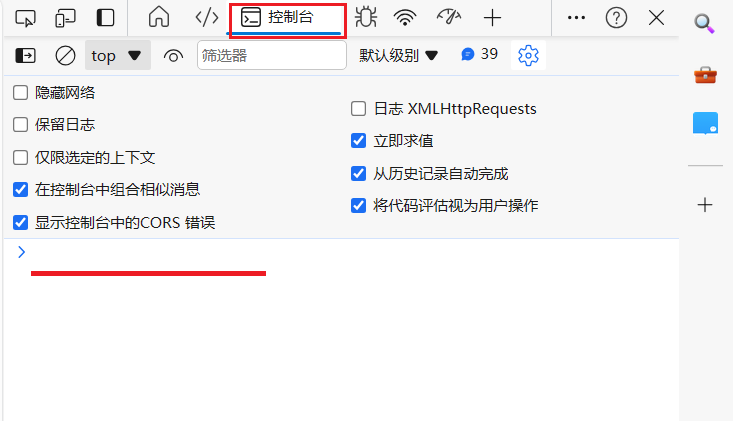 控制台
top
筛选器
默认级别
39
隐藏网络
保留日志
仅限选定的上下文
在控制台中组合相似消息
显示控制台中的CORS 错误
日志 XMLHttpRequests
立即求值
从历史记录自动完成
将代码评估视为用户操作